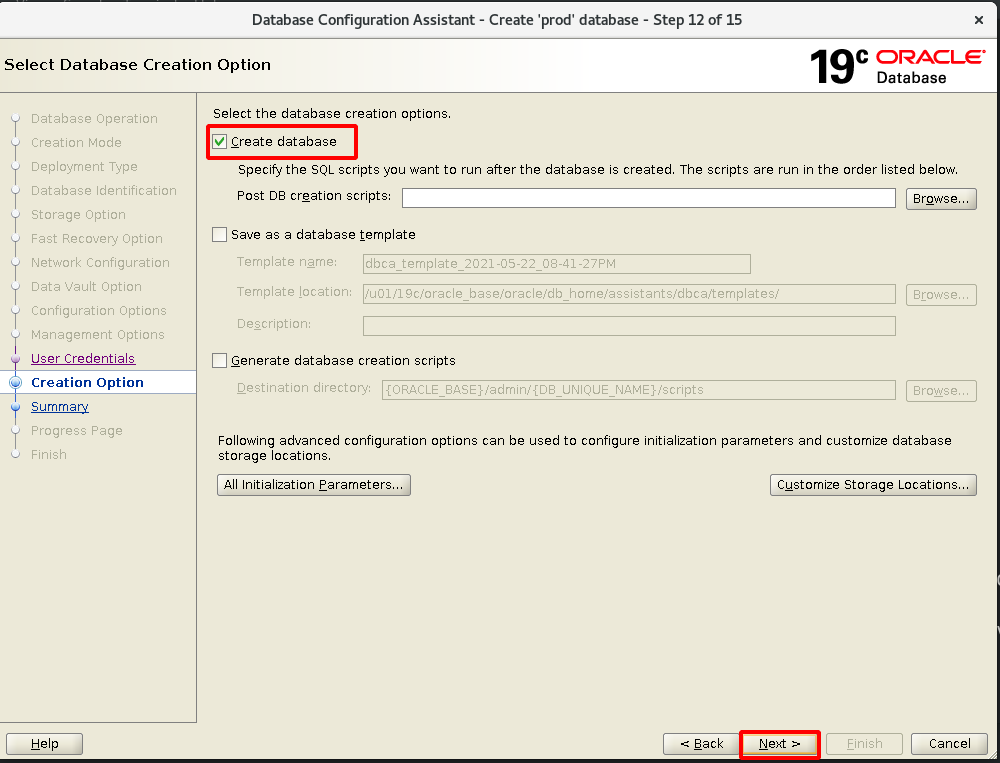 Database Configuration Assistant - Create 'prod' database - Step 12 of 15
×
Select Database Creation Option
19c ORACLE
Database
Database Operation
Creation Mode
Deployment Type
Database Identification
Storage Option
Fast Recovery Option
Network Configuration
Data Vault Option
Configuration Options
Management Options
User Credentials
Creation Option
Summary
Progress Page
Finish
Select the database creation options.
Create database
Specify the SQL scripts you want to run after the database is created. The scripts are run in the order listed below.
Post DB creation scripts:
Browse...
Save as a database template
Template name: dbca_template_2021-05-22_08-41-27PM
Template location: /u01/19c/oracle_base/oracle/db_home/assistants/dbca/templates/ Browse...
Description:
Generate database creation scripts
Destination directory: {ORACLE_BASE}/admin/{DB_UNIQUE_NAME}/scripts Browse...
Following advanced configuration options can be used to configure initialization parameters and customize database
storage locations.
All Initialization Parameters... Customize Storage Locations...
Help < Back Next > Finish Cancel